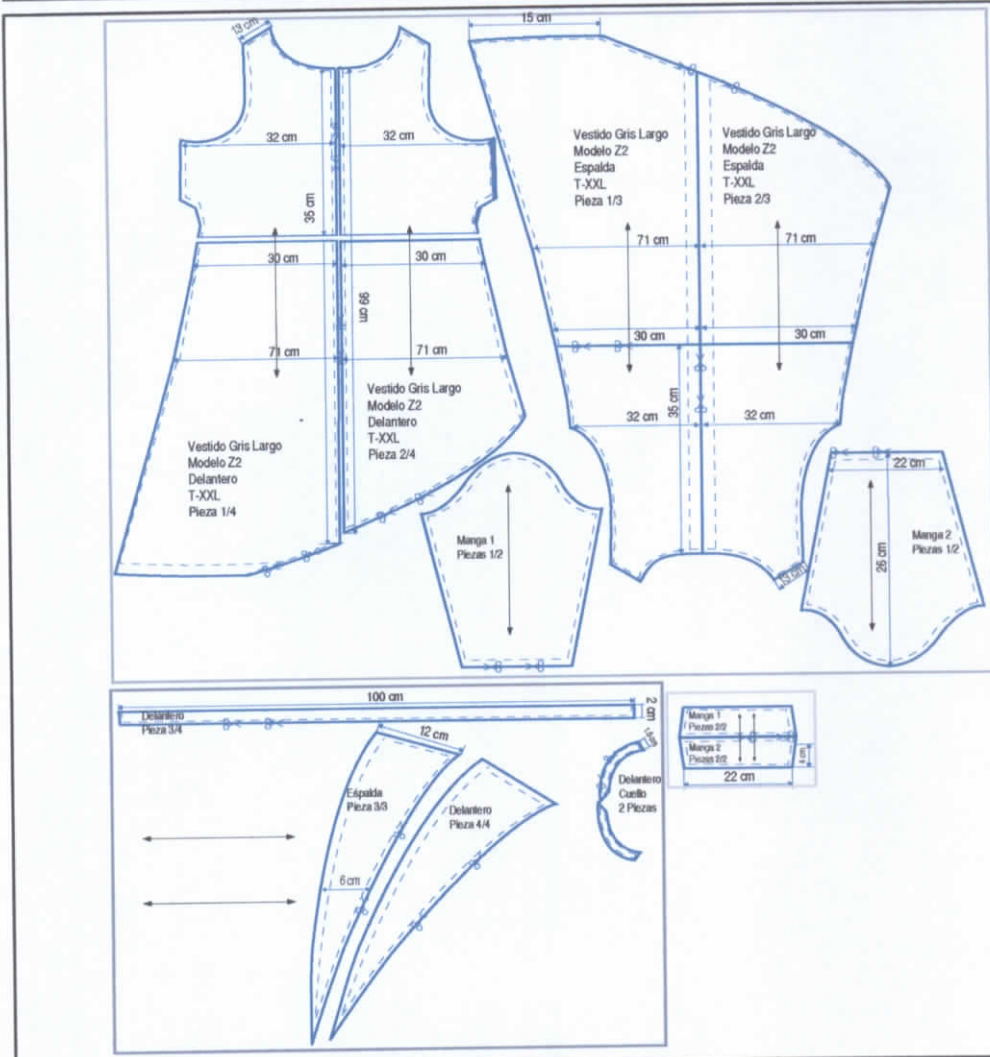 13 cm
15 cm
32 cm
32 cm
35 cm
30 cm
30 cm
99 cm
71 cm
71 cm
Vestido Gris Largo
Modelo Z2
Delantero
T-XXL
Pieza 1/4
Vestido Gris Largo
Modelo Z2
Delantero
T-XXL
Pieza 2/4
Vestido Gris Largo
Modelo Z2
Espalda
T-XXL
Pieza 1/3
Vestido Gris Largo
Modelo Z2
Espalda
T-XXL
Pieza 2/3
71 cm
71 cm
30 cm
30 cm
35 cm
32 cm
32 cm
13 cm
Manga 1
Piezas 1/2
22 cm
Manga 2
Piezas 1/2
26 cm
100 cm
2 cm
Delantero
Pieza 3/4
12 cm
Espalda
Pieza 3/3
6 cm
Delantero
Pieza 4/4
Delantero
Cuello
2 Piezas
Manga 1
Piezas 2/2
Manga 2
Piezas 2/2
4 cm
22 cm